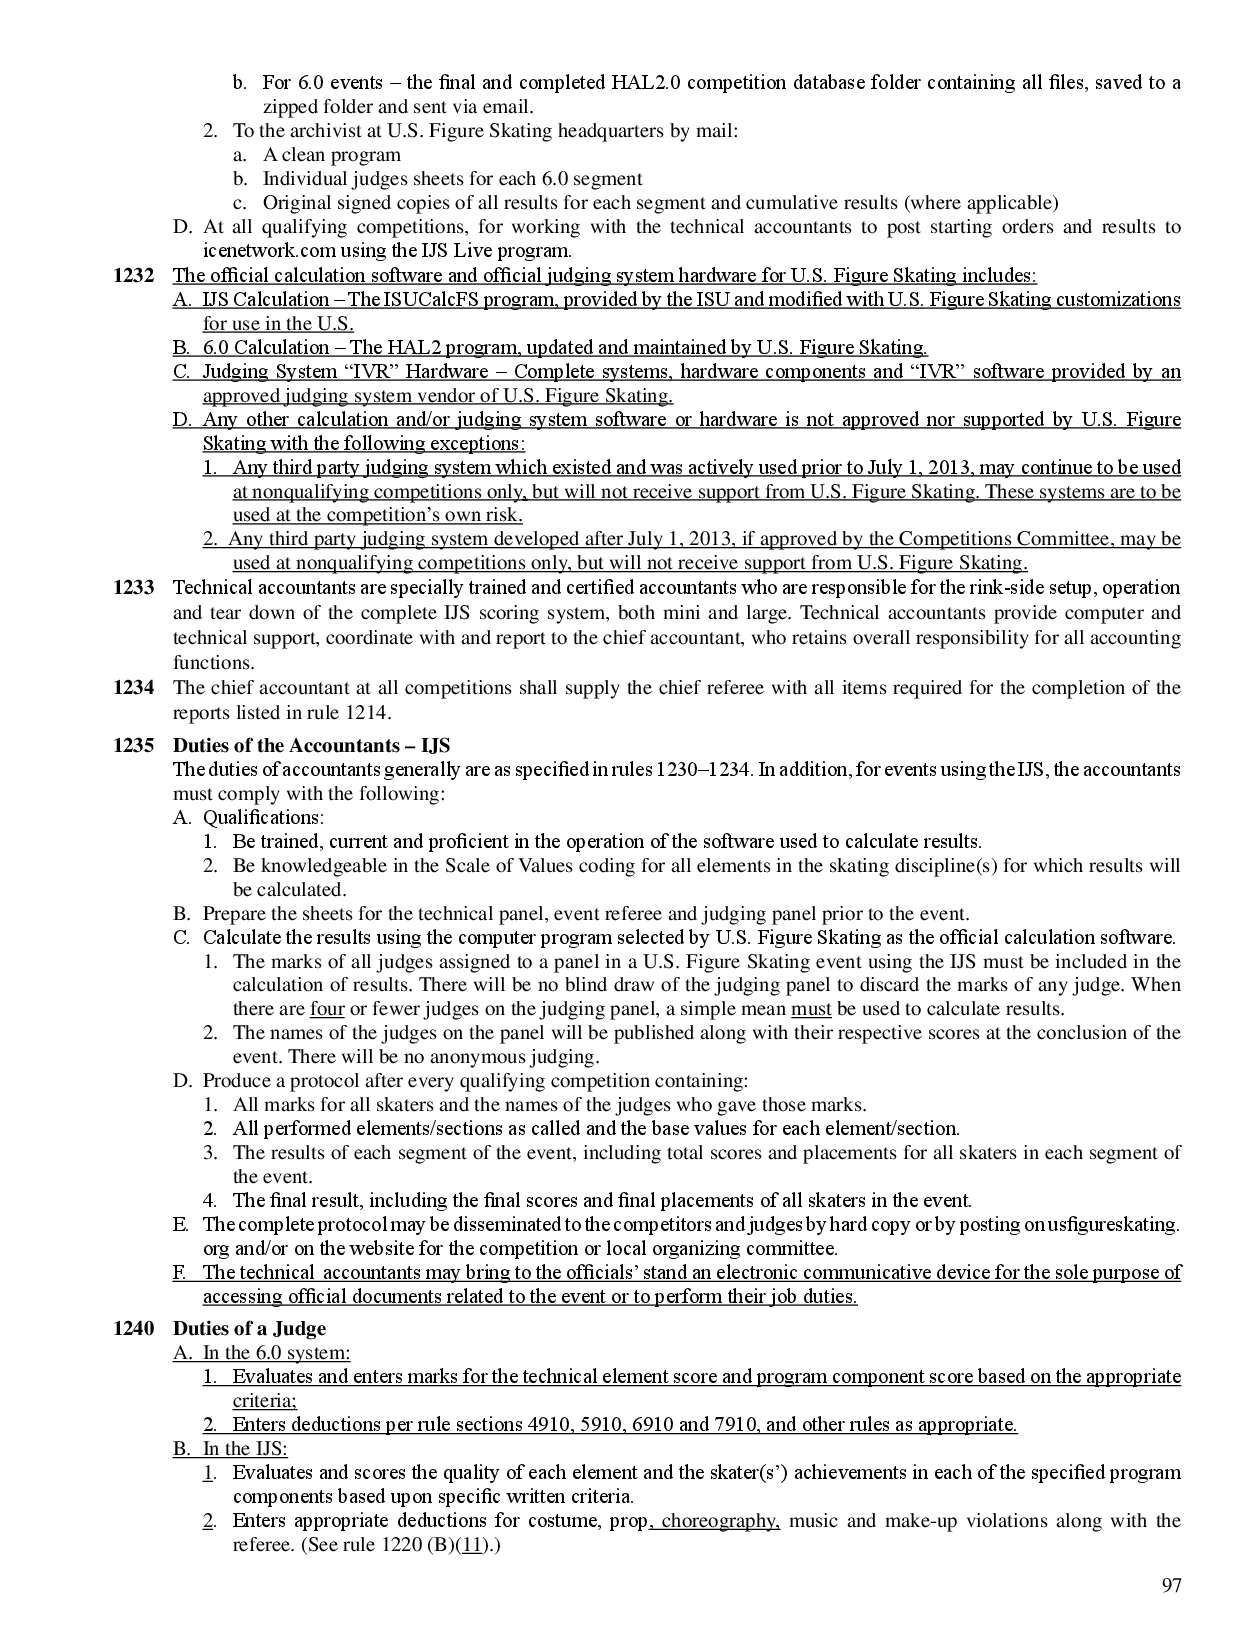 b. For 6.0 events – the final and completed HAL2.0 competition database folder containing all files, saved to a
zipped folder and sent via email.
2. To the archivist at U.S. Figure Skating headquarters by mail:
a. A clean program
b. Individual judges sheets for each 6.0 segment
c. Original signed copies of all results for each segment and cumulative results (where applicable)
D. At all qualifying competitions, for working with the technical accountants to post starting orders and results to
icenetwork.com using the IJS Live program.
1232 The official calculation software and official judging system hardware for U.S. Figure Skating includes:
A. IJS Calculation – The ISUCalcFS program, provided by the ISU and modified with U.S. Figure Skating customizations
for use in the U.S.
B. 6.0 Calculation – The HAL2 program, updated and maintained by U.S. Figure Skating.
C. Judging System “IVR” Hardware – Complete systems, hardware components and “IVR” software provided by an
approved judging system vendor of U.S. Figure Skating.
D. Any other calculation and/or judging system software or hardware is not approved nor supported by U.S. Figure
Skating with the following exceptions:
1. Any third party judging system which existed and was actively used prior to July 1, 2013, may continue to be used
at nonqualifying competitions only, but will not receive support from U.S. Figure Skating. These systems are to be
used at the competition’s own risk.
2. Any third party judging system developed after July 1, 2013, if approved by the Competitions Committee, may be
used at nonqualifying competitions only, but will not receive support from U.S. Figure Skating.
1233 Technical accountants are specially trained and certified accountants who are responsible for the rink-side setup, operation
and tear down of the complete IJS scoring system, both mini and large. Technical accountants provide computer and
technical support, coordinate with and report to the chief accountant, who retains overall responsibility for all accounting
functions.
1234 The chief accountant at all competitions shall supply the chief referee with all items required for the completion of the
reports listed in rule 1214.
1235 Duties of the Accountants – IJS
The duties of accountants generally are as specified in rules 1230–1234. In addition, for events using the IJS, the accountants
must comply with the following:
A. Qualifications:
1. Be trained, current and proficient in the operation of the software used to calculate results.
2. Be knowledgeable in the Scale of Values coding for all elements in the skating discipline(s) for which results will
be calculated.
B. Prepare the sheets for the technical panel, event referee and judging panel prior to the event.
C. Calculate the results using the computer program selected by U.S. Figure Skating as the official calculation software.
1. The marks of all judges assigned to a panel in a U.S. Figure Skating event using the IJS must be included in the
calculation of results. There will be no blind draw of the judging panel to discard the marks of any judge. When
there are four or fewer judges on the judging panel, a simple mean must be used to calculate results.
2. The names of the judges on the panel will be published along with their respective scores at the conclusion of the
event. There will be no anonymous judging.
D. Produce a protocol after every qualifying competition containing:
1. All marks for all skaters and the names of the judges who gave those marks.
2. All performed elements/sections as called and the base values for each element/section.
3. The results of each segment of the event, including total scores and placements for all skaters in each segment of
the event.
4. The final result, including the final scores and final placements of all skaters in the event.
E. The complete protocol may be disseminated to the competitors and judges by hard copy or by posting on usfigureskating.
org and/or on the website for the competition or local organizing committee.
F. The technical accountants may bring to the officials’ stand an electronic communicative device for the sole purpose of
accessing official documents related to the event or to perform their job duties.
1240 Duties of a Judge
A. In the 6.0 system:
1. Evaluates and enters marks for the technical element score and program component score based on the appropriate
criteria;
2. Enters deductions per rule sections 4910, 5910, 6910 and 7910, and other rules as appropriate.
B. In the IJS:
1. Evaluates and scores the quality of each element and the skater(s’) achievements in each of the specified program
components based upon specific written criteria.
2. Enters appropriate deductions for costume, prop, choreography, music and make-up violations along with the
referee. (See rule 1220 (B)(11).)
97